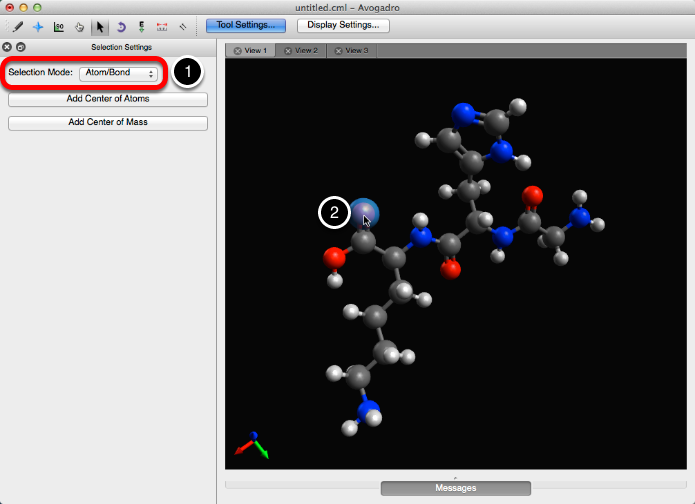 untitled.cml - Avogadro
E
Tool Settings...
Display Settings...
Selection Settings
View 1
View 2
View 3
Selection Mode:
Atom/Bond
1
Add Center of Atoms
Add Center of Mass
2
Messages